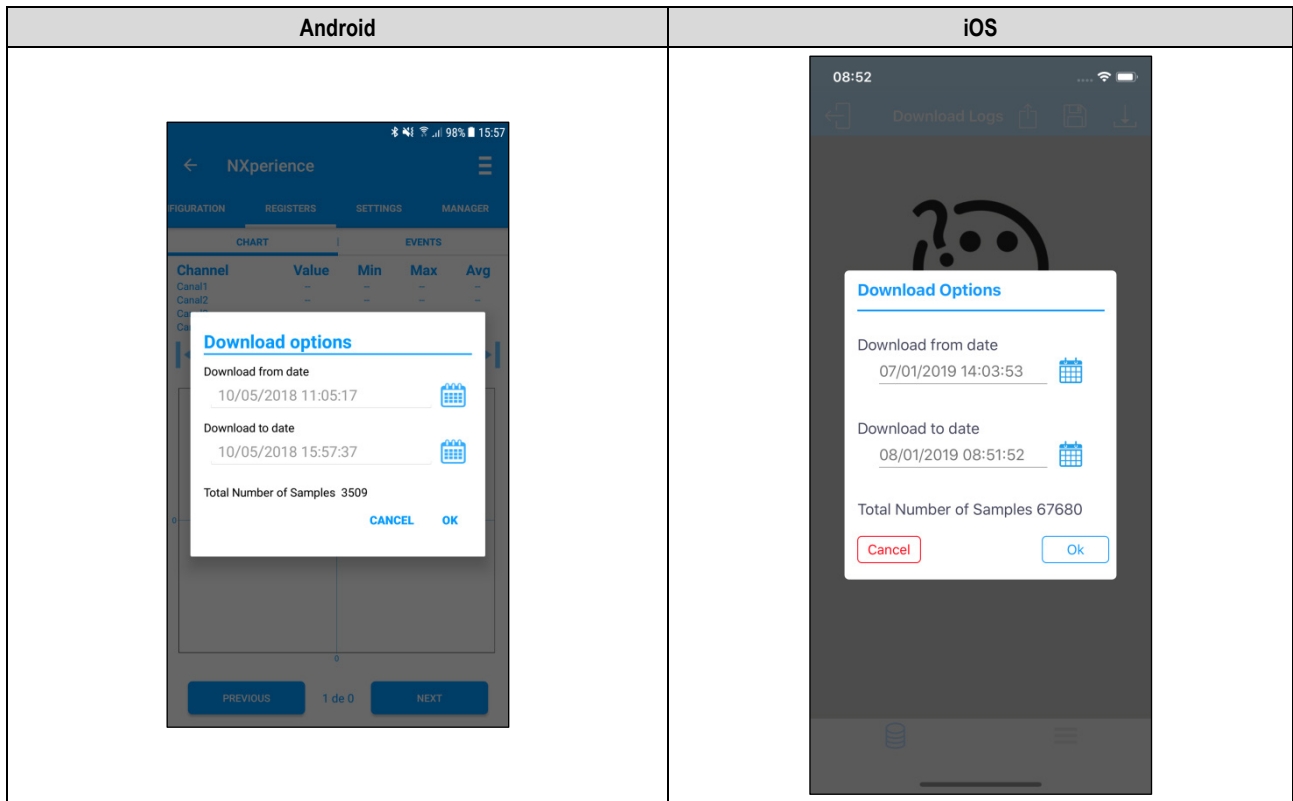 Android
iOS
98% 15:57
NXperience
FIGURATION REGISTERS SETTINGS MANAGER
CHART | EVENTS
Channel Value Min Max Avg
Canal1 -- -- -- --
Canal2 -- -- -- --
Download options
Download from date
10/05/2018 11:05:17
Download to date
10/05/2018 15:57:37
Total Number of Samples 3509
CANCEL OK
0
0
PREVIOUS 1 de 0 NEXT
08:52
Download Logs
?
Download Options
Download from date
07/01/2019 14:03:53
Download to date
08/01/2019 08:51:52
Total Number of Samples 67680
Cancel Ok